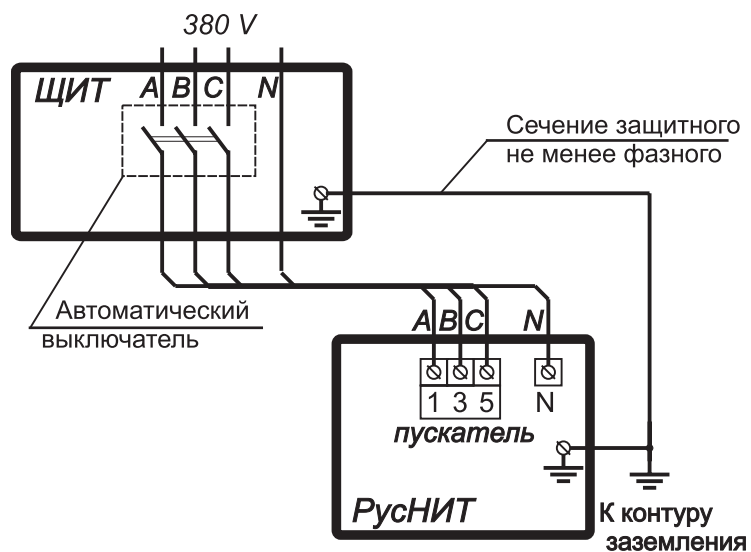 380 V
ЩИТ
A B C N
Сечение защитного
не менее фазного
Автоматический
выключатель
A B C N
1 3 5 N
пускатель
РусНИТ
К контуру
заземления